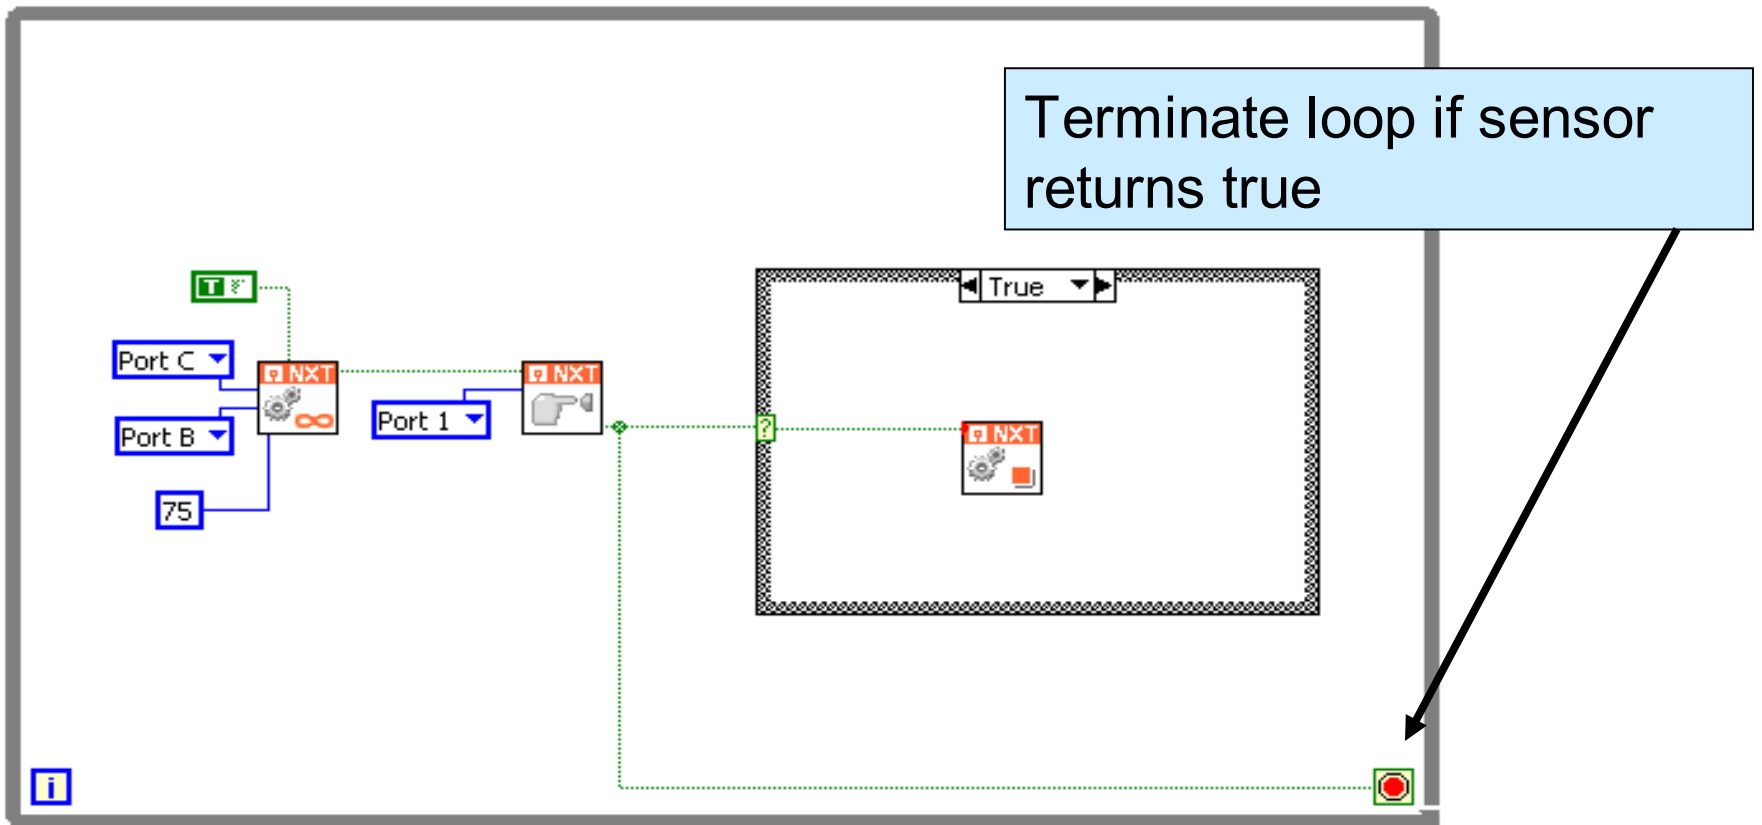 Terminate loop if sensor
returns true
T
True
Port C
NXT
NXT
Port B
Port 1
?
NXT
75
i